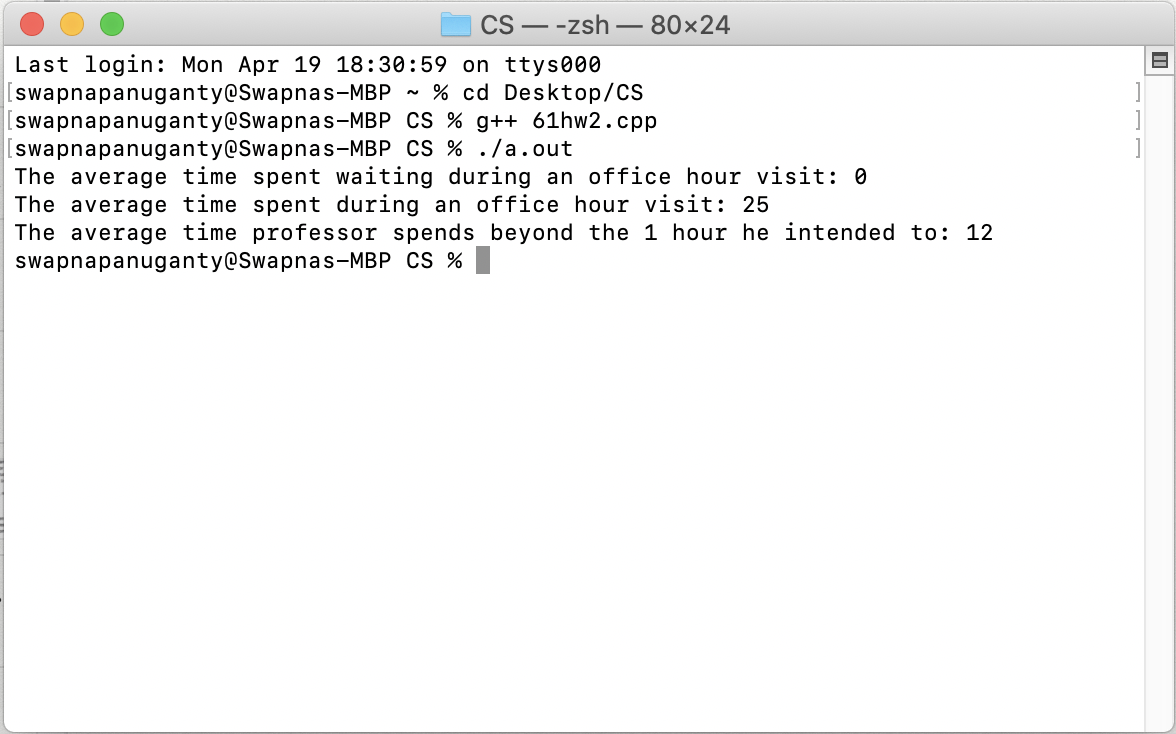 CS — -zsh — 80×24
Last login: Mon Apr 19 18:30:59 on ttys000
[swapnapanuganty@Swapnas-MBP ~ % cd Desktop/CS ]
[swapnapanuganty@Swapnas-MBP CS % g++ 61hw2.cpp ]
[swapnapanuganty@Swapnas-MBP CS % ./a.out ]
The average time spent waiting during an office hour visit: 0
The average time spent during an office hour visit: 25
The average time professor spends beyond the 1 hour he intended to: 12
swapnapanuganty@Swapnas-MBP CS %